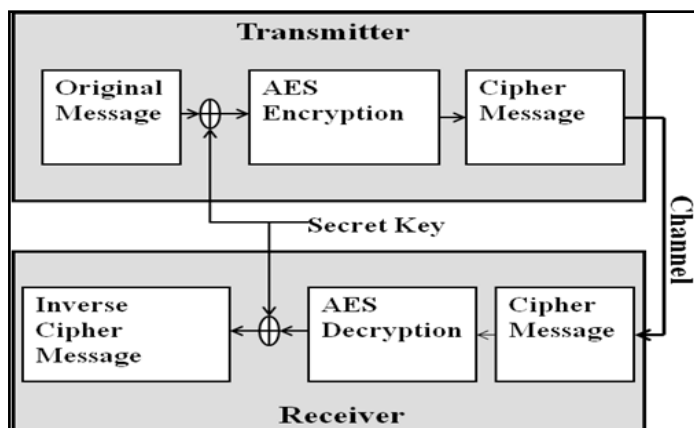 Transmitter
Original
Message
AES
Encryption
Cipher
Message
Secret Key
Channel
Inverse
Cipher
Message
AES
Decryption
Cipher
Message
Receiver